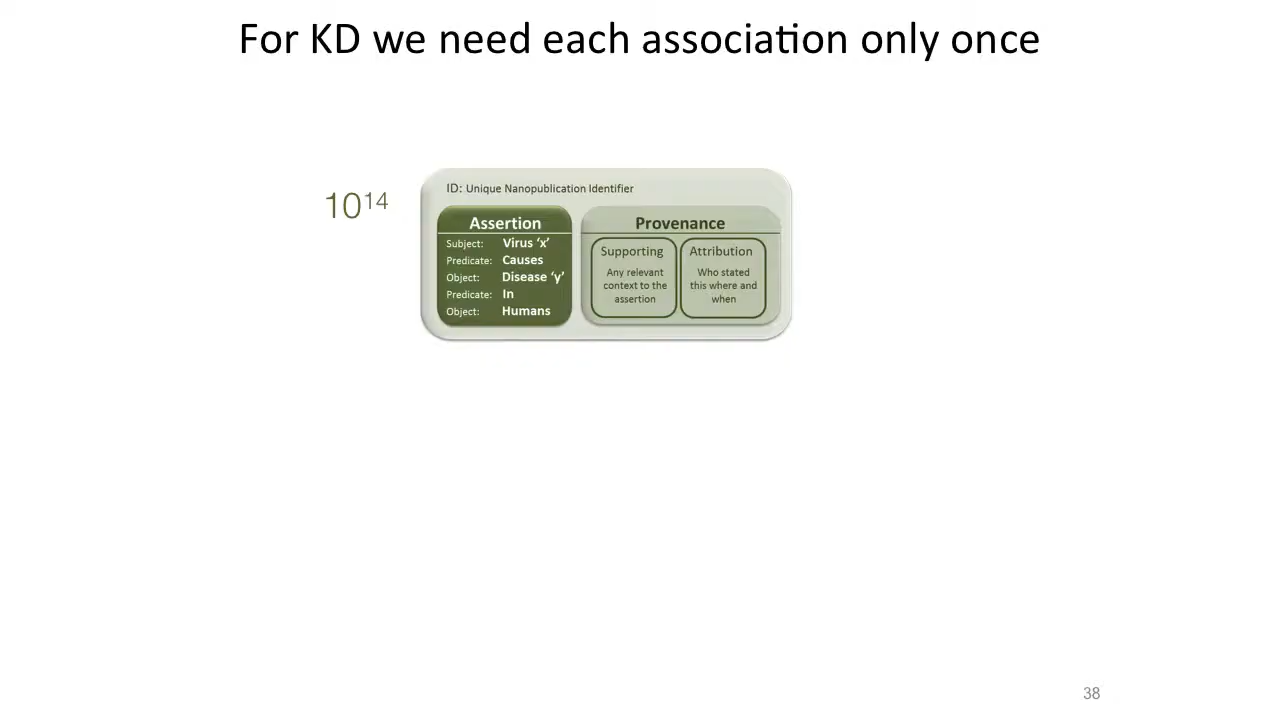 For KD we need each association only once
10¹⁴
ID: Unique Nanopublication Identifier
Assertion
Subject: Virus ‘x’
Predicate: Causes
Object: Disease ‘y’
Predicate: In
Object: Humans
Provenance
Supporting
Any relevant
context to the
assertion
Attribution
Who stated
this where and
when
38